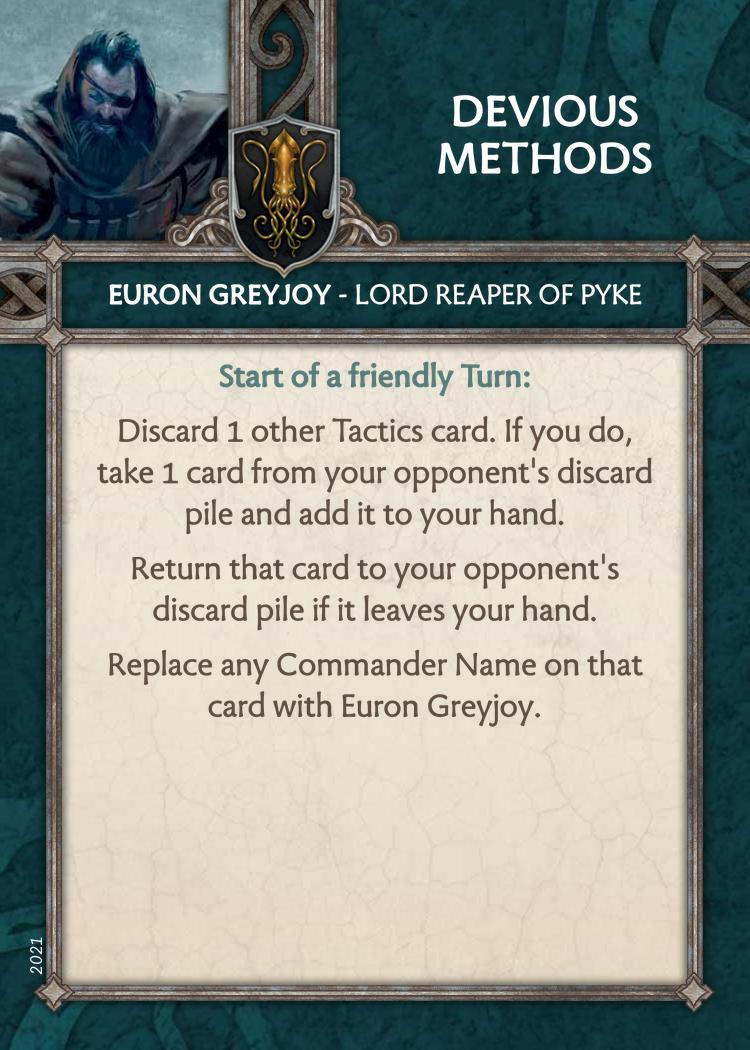 DEVIOUS
METHODS
EURON GREYJOY - LORD REAPER OF PYKE
Start of a friendly Turn:
Discard 1 other Tactics card. If you do,
take 1 card from your opponent's discard
pile and add it to your hand.
Return that card to your opponent's
discard pile if it leaves your hand.
Replace any Commander Name on that
card with Euron Greyjoy.
2021